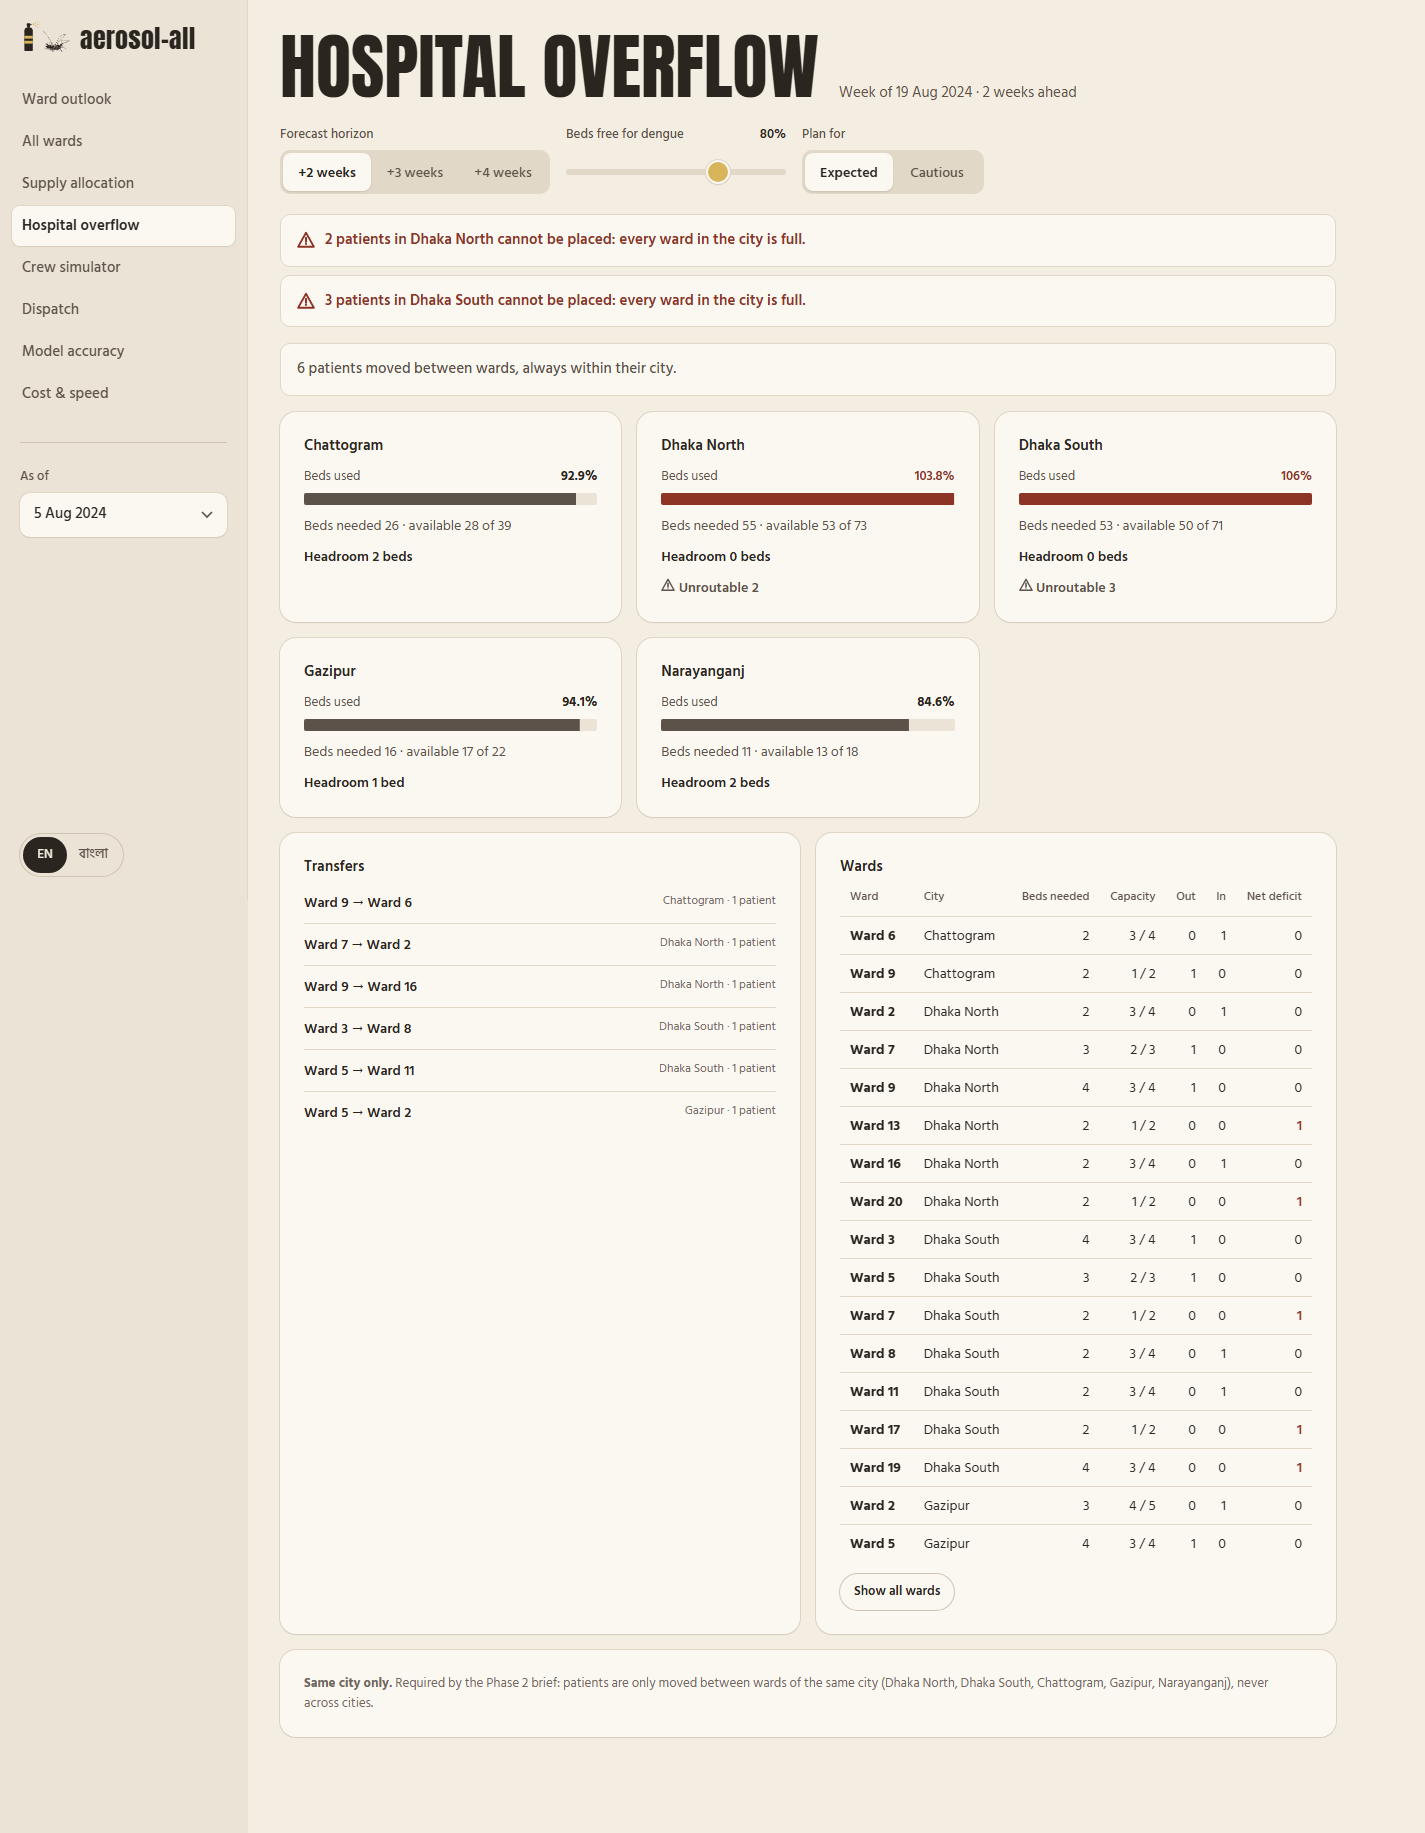 aerosol-all
Ward outlook
All wards
Supply allocation
Hospital overflow
Crew simulator
Dispatch
Model accuracy
Cost & speed
As of
5 Aug 2024
EN বাংলা
HOSPITAL OVERFLOW
Week of 19 Aug 2024 · 2 weeks ahead
Forecast horizon
+2 weeks +3 weeks +4 weeks
Beds free for dengue 80%
Plan for
Expected Cautious
2 patients in Dhaka North cannot be placed: every ward in the city is full.
3 patients in Dhaka South cannot be placed: every ward in the city is full.
6 patients moved between wards, always within their city.
Chattogram
Beds used 92.9%
Beds needed 26 · available 28 of 39
Headroom 2 beds
Dhaka North
Beds used 103.8%
Beds needed 55 · available 53 of 73
Headroom 0 beds
Unroutable 2
Dhaka South
Beds used 106%
Beds needed 53 · available 50 of 71
Headroom 0 beds
Unroutable 3
Gazipur
Beds used 94.1%
Beds needed 16 · available 17 of 22
Headroom 1 bed
Narayanganj
Beds used 84.6%
Beds needed 11 · available 13 of 18
Headroom 2 beds
Transfers
Ward 9 → Ward 6 Chattogram · 1 patient
Ward 7 → Ward 2 Dhaka North · 1 patient
Ward 9 → Ward 16 Dhaka North · 1 patient
Ward 3 → Ward 8 Dhaka South · 1 patient
Ward 5 → Ward 11 Dhaka South · 1 patient
Ward 5 → Ward 2 Gazipur · 1 patient
Wards
Ward City Beds needed Capacity Out In Net deficit
Ward 6 Chattogram 2 3 / 4 0 1 0
Ward 9 Chattogram 2 1 / 2 1 0 0
Ward 2 Dhaka North 2 3 / 4 0 1 0
Ward 7 Dhaka North 3 2 / 3 1 0 0
Ward 9 Dhaka North 4 3 / 4 1 0 0
Ward 13 Dhaka North 2 1 / 2 0 0 1
Ward 16 Dhaka North 2 3 / 4 0 1 0
Ward 20 Dhaka North 2 1 / 2 0 0 1
Ward 3 Dhaka South 4 3 / 4 1 0 0
Ward 5 Dhaka South 3 2 / 3 1 0 0
Ward 7 Dhaka South 2 1 / 2 0 0 1
Ward 8 Dhaka South 2 3 / 4 0 1 0
Ward 11 Dhaka South 2 3 / 4 0 1 0
Ward 17 Dhaka South 2 1 / 2 0 0 1
Ward 19 Dhaka South 4 3 / 4 0 0 1
Ward 2 Gazipur 3 4 / 5 0 1 0
Ward 5 Gazipur 4 3 / 4 1 0 0
Show all wards
Same city only. Required by the Phase 2 brief: patients are only moved between wards of the same city (Dhaka North, Dhaka South, Chattogram, Gazipur, Narayanganj), never
across cities.